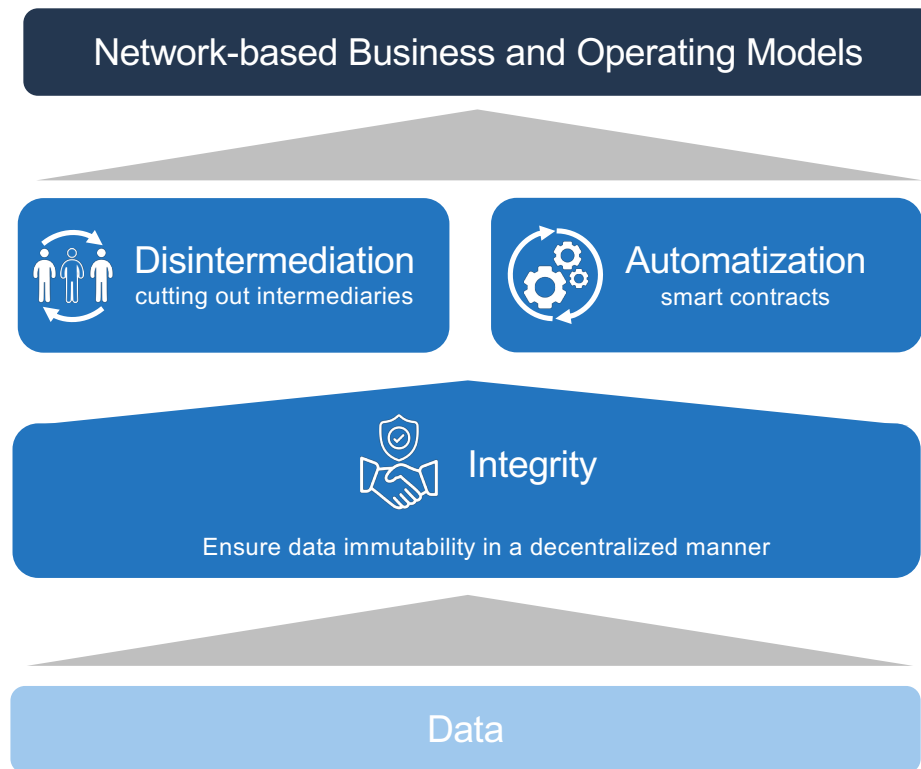 Network-based Business and Operating Models
Disintermediation
cutting out intermediaries
Automatization
smart contracts
Integrity
Ensure data immutability in a decentralized manner
Data